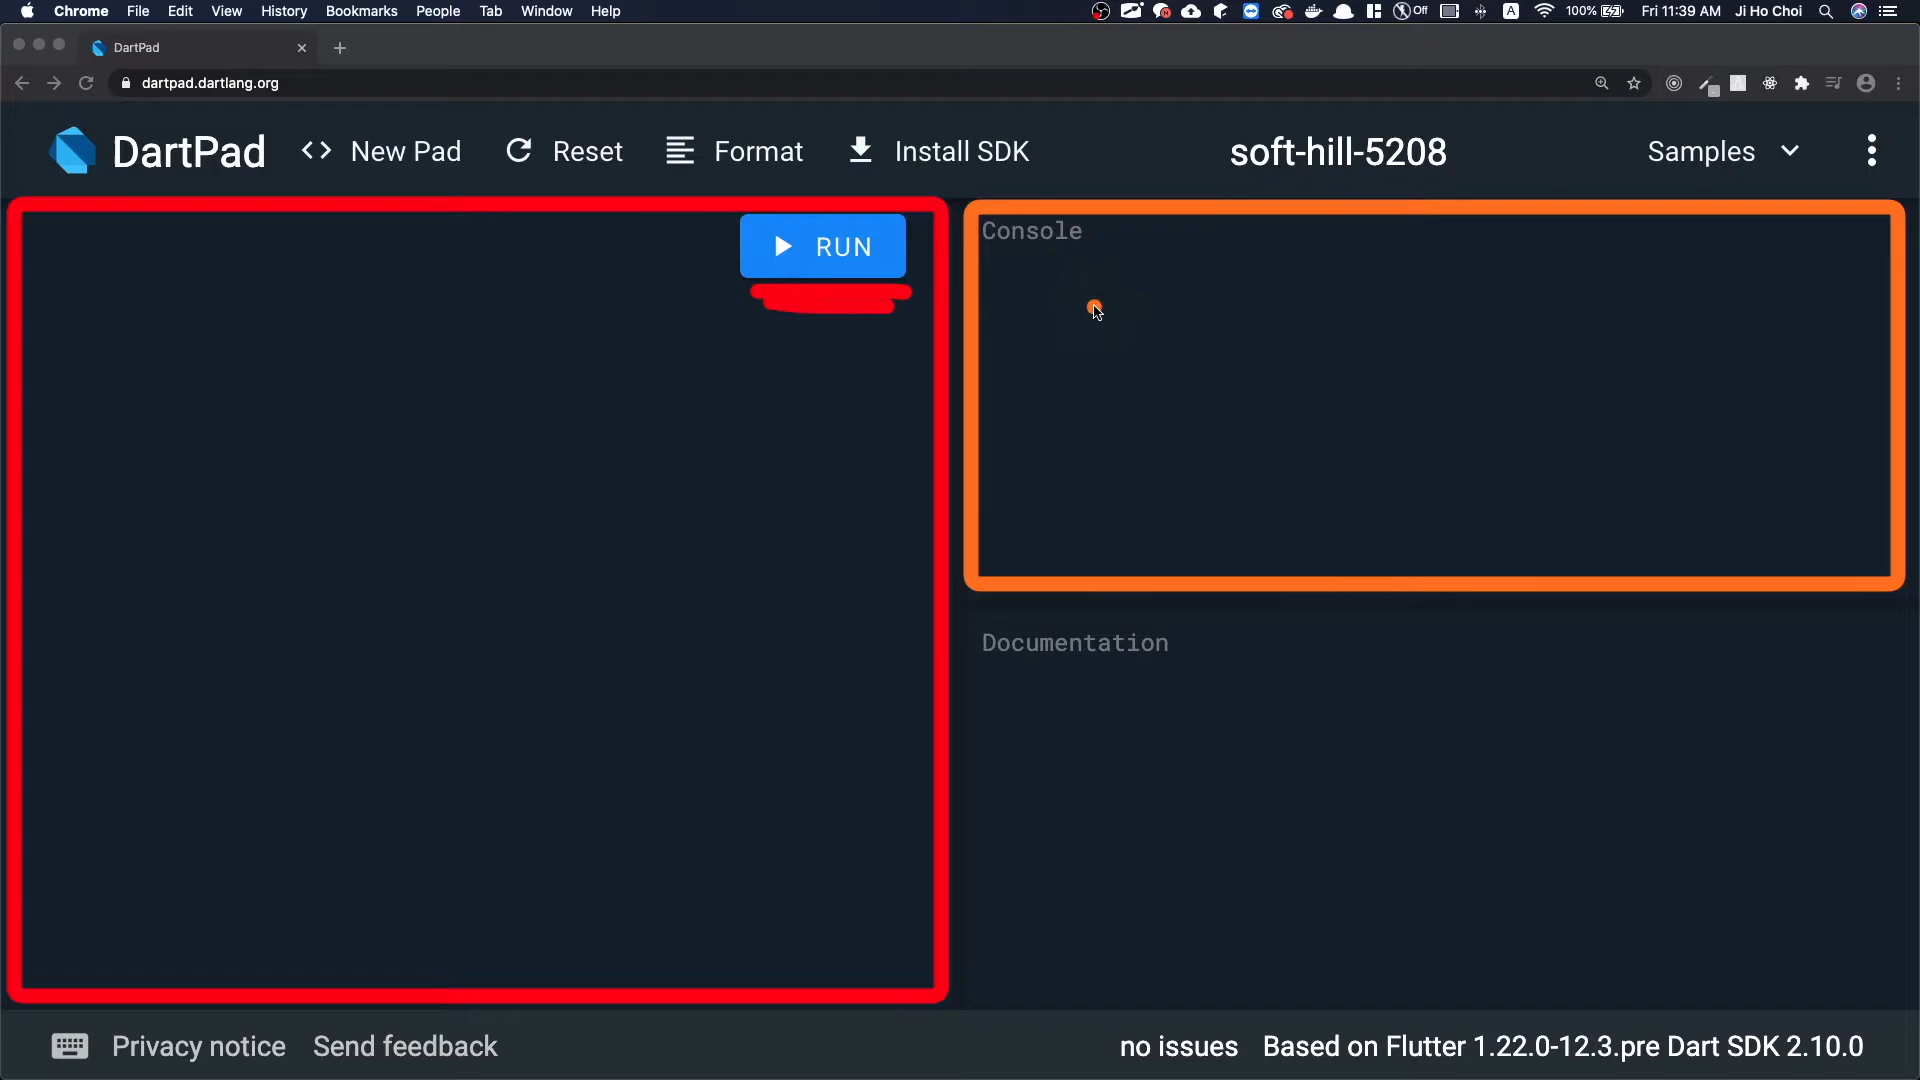 Chrome File Edit View History Bookmarks People Tab Window Help Off A 100% Fri 11:39 AM Ji Ho Choi
DartPad
dartpad.dartlang.org
DartPad <> New Pad Reset Format Install SDK soft-hill-5208 Samples
RUN
Console
Documentation
Privacy notice Send feedback no issues Based on Flutter 1.22.0-12.3.pre Dart SDK 2.10.0